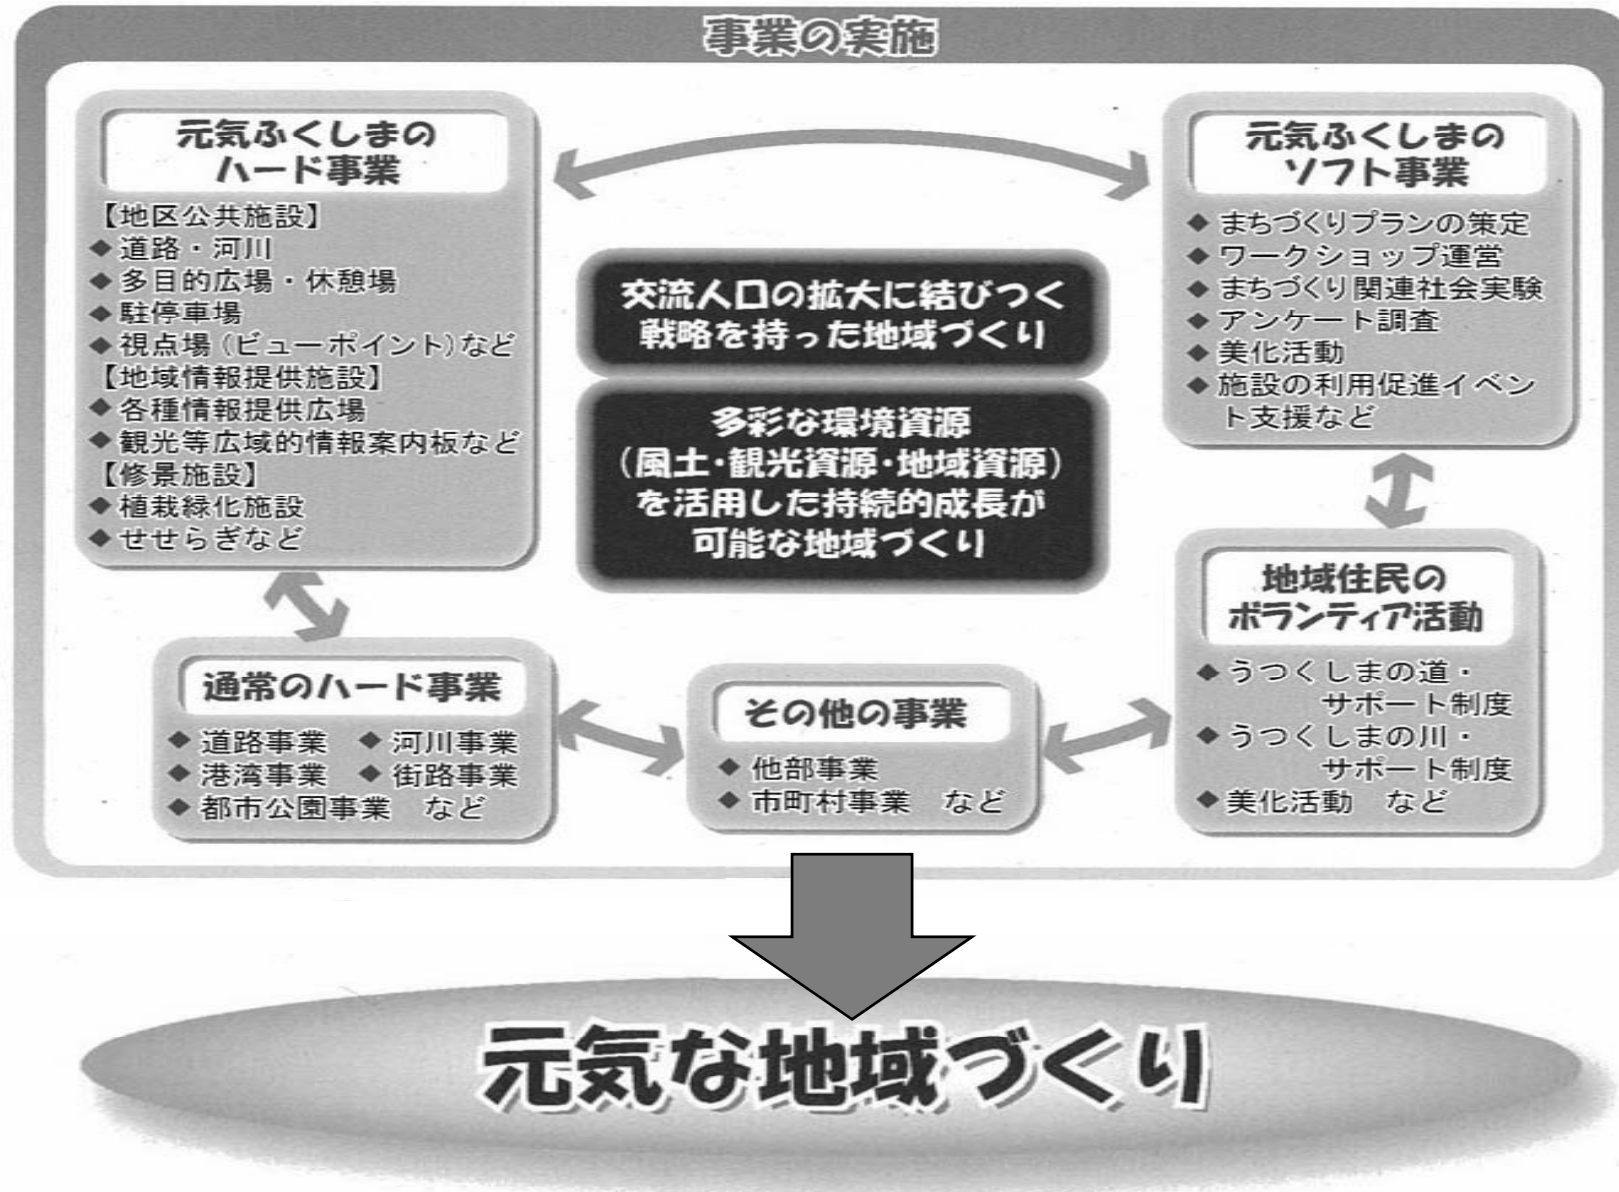 事業の実施
元気ふくしまの
ハード事業
【地区公共施設】
◆道路・河川
◆多目的広場・休憩場
◆駐停車場
◆視点場(ビューポイント)など
【地域情報提供施設】
◆各種情報提供広場
◆観光等広域的情報案内板など
【修景施設】
◆植栽緑化施設
◆せせらぎなど
交流人口の拡大に結びつく
戦略を持った地域づくり
多彩な環境資源
(風土・観光資源・地域資源)
を活用した持続的成長が
可能な地域づくり
元気ふくしまの
ソフト事業
◆まちづくりプランの策定
◆ワークショップ運営
◆まちづくり関連社会実験
◆アンケート調査
◆美化活動
◆施設の利用促進イベン
ト支援など
通常のハード事業
◆道路事業 ◆河川事業
◆港湾事業 ◆街路事業
◆都市公園事業 など
その他の事業
◆他部事業
◆市町村事業 など
地域住民の
ボランティア活動
◆うつくしまの道・
サポート制度
◆うつくしまの川・
サポート制度
◆美化活動 など
元気な地域づくり